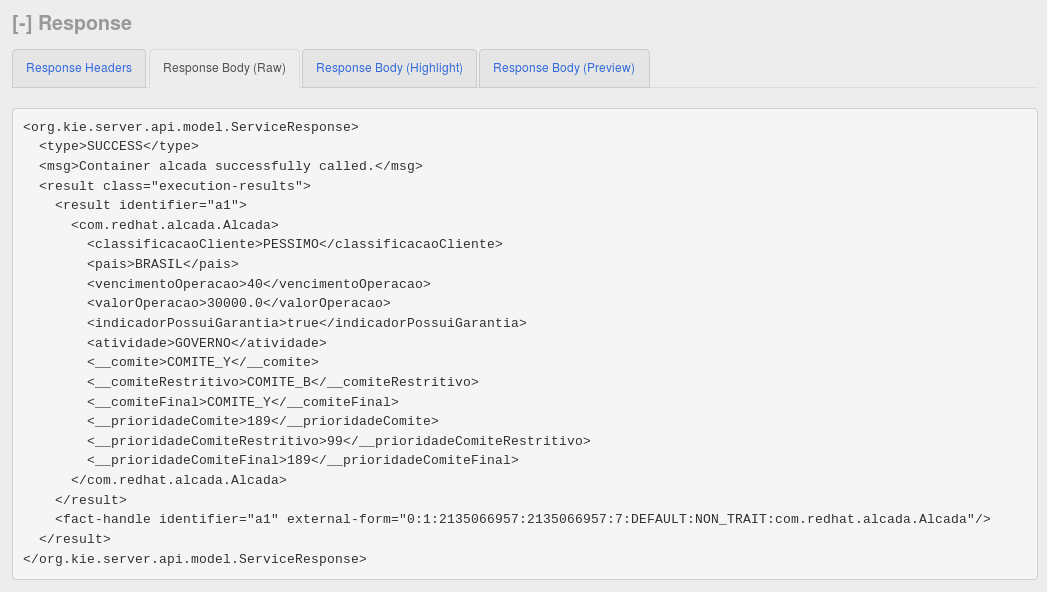 [-] Response
Response Headers
Response Body (Raw)
Response Body (Highlight)
Response Body (Preview)
<org.kie.server.api.model.ServiceResponse>
  <type>SUCCESS</type>
  <msg>Container alcada successfully called.</msg>
  <result class="execution-results">
    <result identifier="a1">
      <com.redhat.alcada.Alcada>
        <classificacaoCliente>PESSIMO</classificacaoCliente>
        <pais>BRASIL</pais>
        <vencimentoOperacao>40</vencimentoOperacao>
        <valorOperacao>30000.0</valorOperacao>
        <indicadorPossuiGarantia>true</indicadorPossuiGarantia>
        <atividade>GOVERNO</atividade>
        <__comite>COMITE_Y</__comite>
        <__comiteRestritivo>COMITE_B</__comiteRestritivo>
        <__comiteFinal>COMITE_Y</__comiteFinal>
        <__prioridadeComite>189</__prioridadeComite>
        <__prioridadeComiteRestritivo>99</__prioridadeComiteRestritivo>
        <__prioridadeComiteFinal>189</__prioridadeComiteFinal>
      </com.redhat.alcada.Alcada>
    </result>
    <fact-handle identifier="a1" external-form="0:1:2135066957:2135066957:7:DEFAULT:NON_TRAIT:com.redhat.alcada.Alcada"/>
  </result>
</org.kie.server.api.model.ServiceResponse>